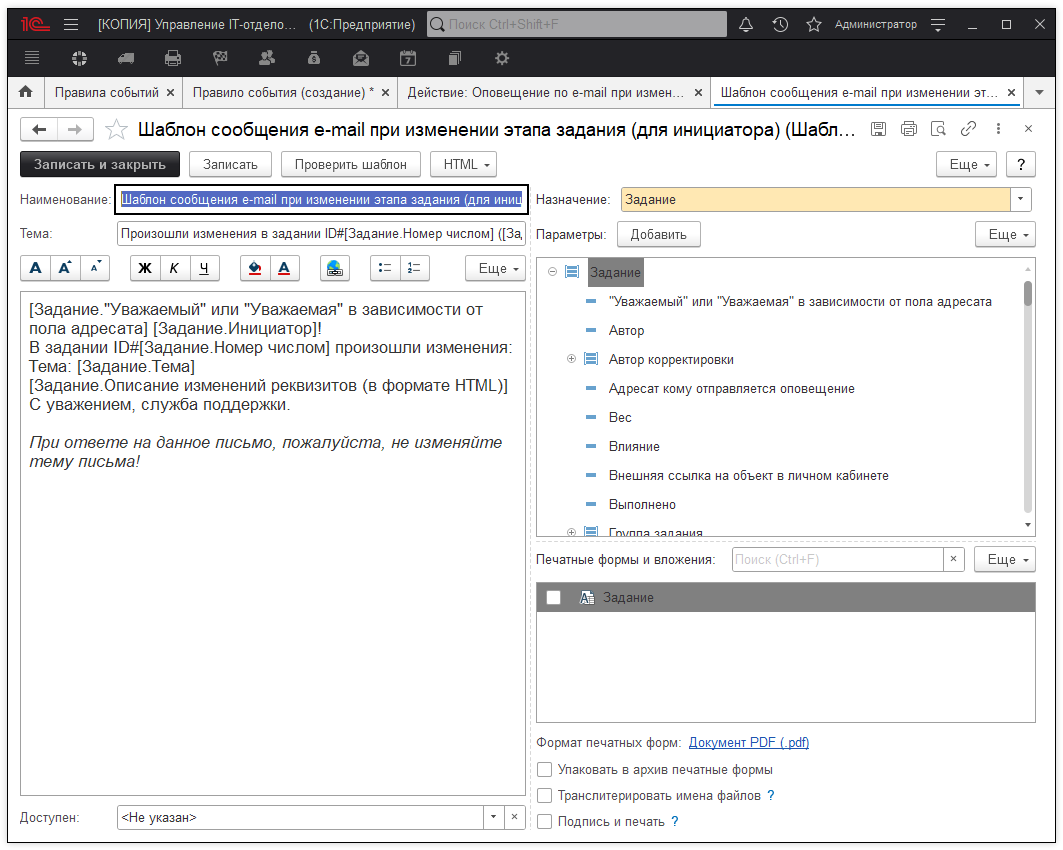 [КОПИЯ] Управление IT-отдело... (1С:Предприятие) Поиск Ctrl+Shift+F Администратор
Правила событий × Правило события (создание) * × Действие: Оповещение по e-mail при измен... × Шаблон сообщения e-mail при изменении эт... ×
Шаблон сообщения e-mail при изменении этапа задания (для инициатора) (Шабл...
Записать и закрыть Записать Проверить шаблон HTML Еще ?
Наименование: Шаблон сообщения e-mail при изменении этапа задания (для иниц
Назначение: Задание
Тема: Произошли изменения в задании ID#[Задание.Номер числом] ([За
Параметры: Добавить Еще
А А А Ж К Ч А Еще
[Задание."Уважаемый" или "Уважаемая" в зависимости от
пола адресата] [Задание.Инициатор]!
В задании ID#[Задание.Номер числом] произошли изменения:
Тема: [Задание.Тема]
[Задание.Описание изменений реквизитов (в формате HTML)]
С уважением, служба поддержки.
При ответе на данное письмо, пожалуйста, не изменяйте
тему письма!
Задание
"Уважаемый" или "Уважаемая" в зависимости от пола адресата
Автор
Автор корректировки
Адресат кому отправляется оповещение
Вес
Влияние
Внешняя ссылка на объект в личном кабинете
Выполнено
Группа задания
Печатные формы и вложения: Поиск (Ctrl+F) × Еще
Задание
Формат печатных форм: Документ PDF (.pdf)
Упаковать в архив печатные формы
Транслитерировать имена файлов ?
Подпись и печать ?
Доступен: <Не указан> ×